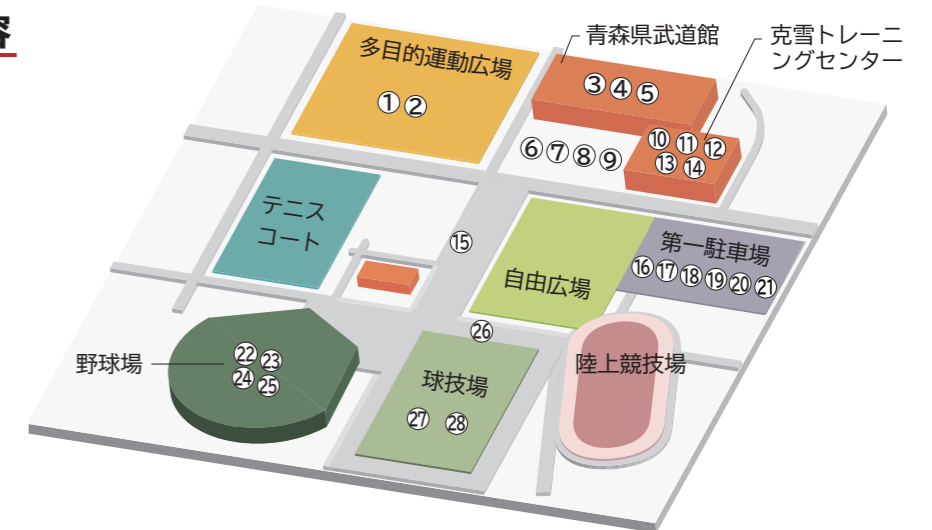 青森県武道館
克雪トレーニ
ングセンター
多目的運動広場
①②
③④⑤
⑥⑦⑧⑨
⑩⑪⑫
⑬⑭
テニス
コート
⑮
自由広場
第一駐車場
⑯⑰⑱⑲⑳㉑
野球場
㉒㉓
㉔㉕
㉖
球技場
㉗㉘
陸上競技場